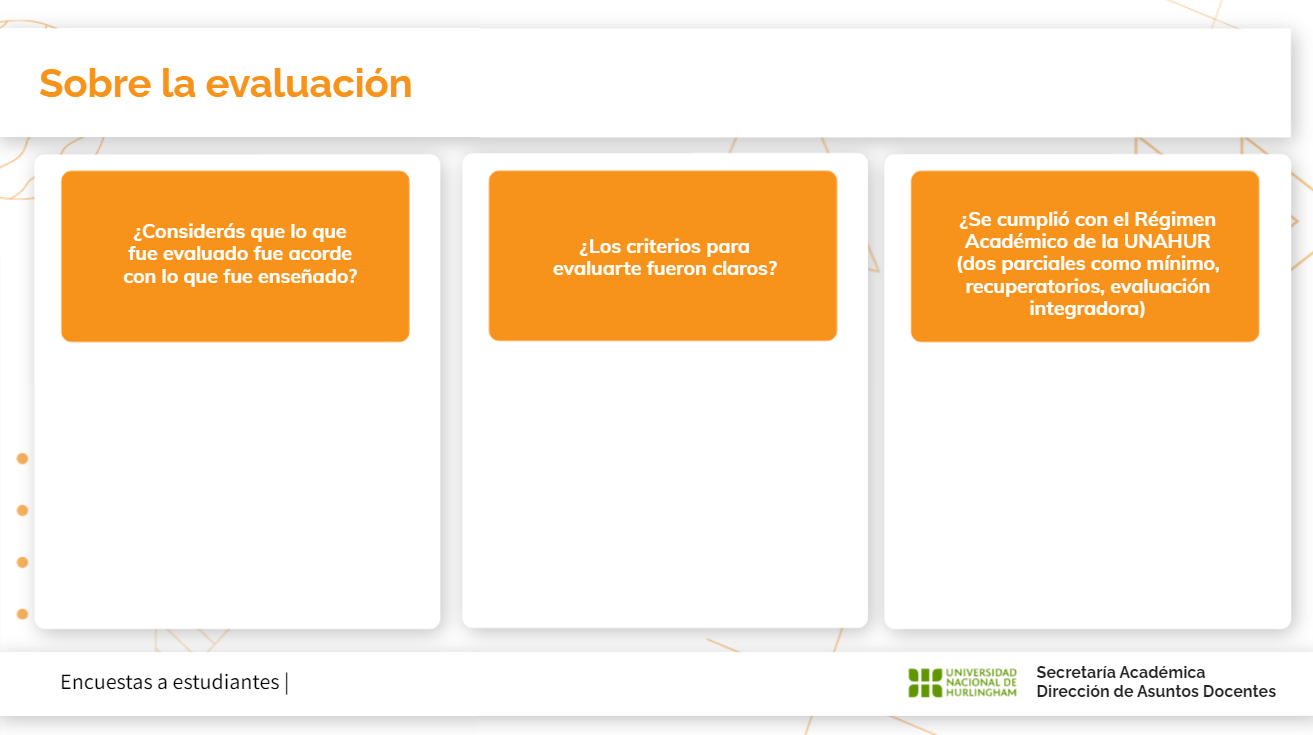 Sobre la evaluación
¿Considerás que lo que
fue evaluado fue acorde
con lo que fue enseñado?
¿Los criterios para
evaluarte fueron claros?
¿Se cumplió con el Régimen
Académico de la UNAHUR
(dos parciales como mínimo,
recuperatorios, evaluación
integradora)
Encuestas a estudiantes |
UNIVERSIDAD
NACIONAL DE
HURLINGHAM
Secretaría Académica
Dirección de Asuntos Docentes